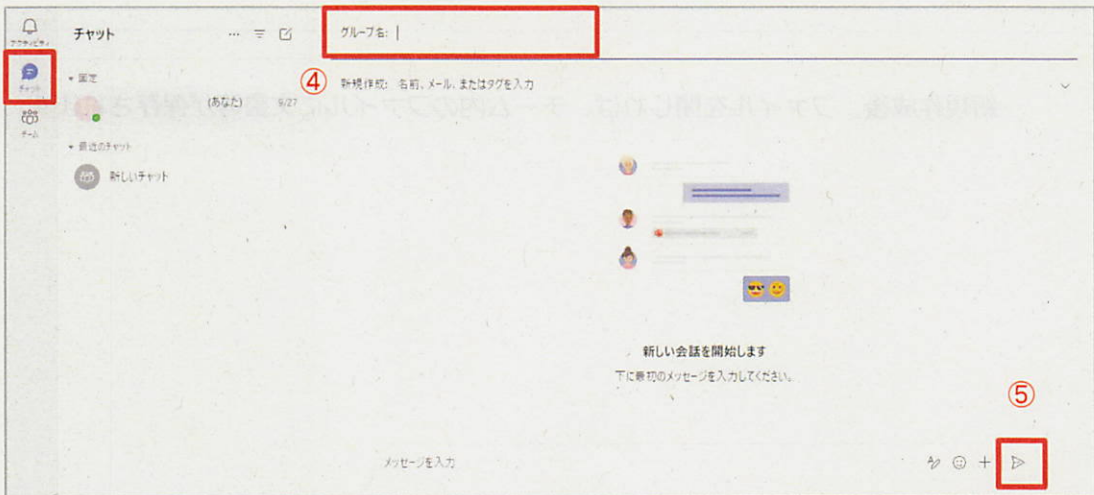 アクティビティ
チャット
グループ名:
チャット
④
新規作成: 名前、メール、またはタグを入力
固定
(あなた) 9/27
チーム
最近のチャット
新しいチャット
新しい会話を開始します
下に最初のメッセージを入力してください。
⑤
メッセージを入力